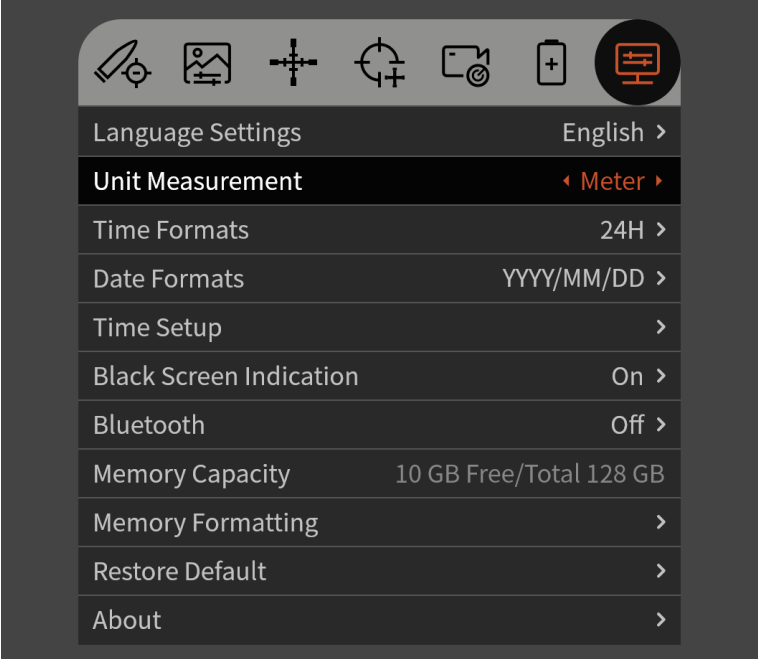 Language Settings English
Unit Measurement Meter
Time Formats 24H
Date Formats YYYY/MM/DD
Time Setup
Black Screen Indication On
Bluetooth Off
Memory Capacity 10 GB Free/Total 128 GB
Memory Formatting
Restore Default
About